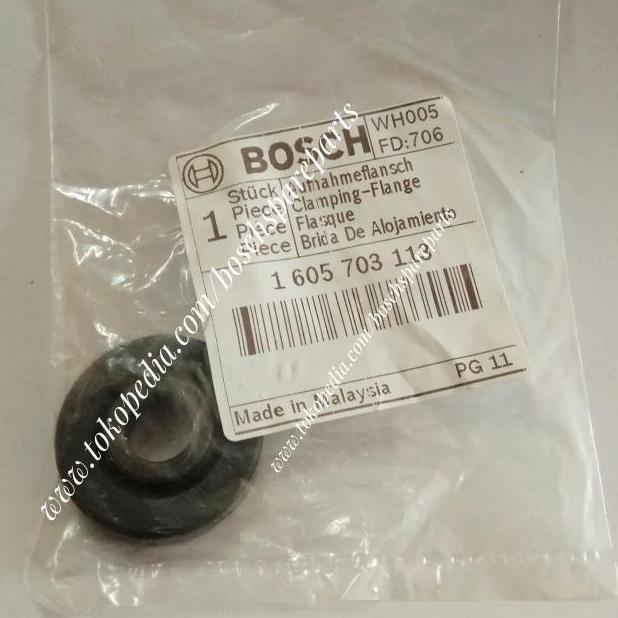 BOSCH
WH005
FD:706
1
Stück Aufnahmeflansch
Piece Clamping-Flange
Pièce Flasque
Piece Brida De Alojamiento
1 605 703 113
PG 11
Made in Malaysia
www.tokopedia.com/boschspareparts
www.tokopedia.com/boschspareparts